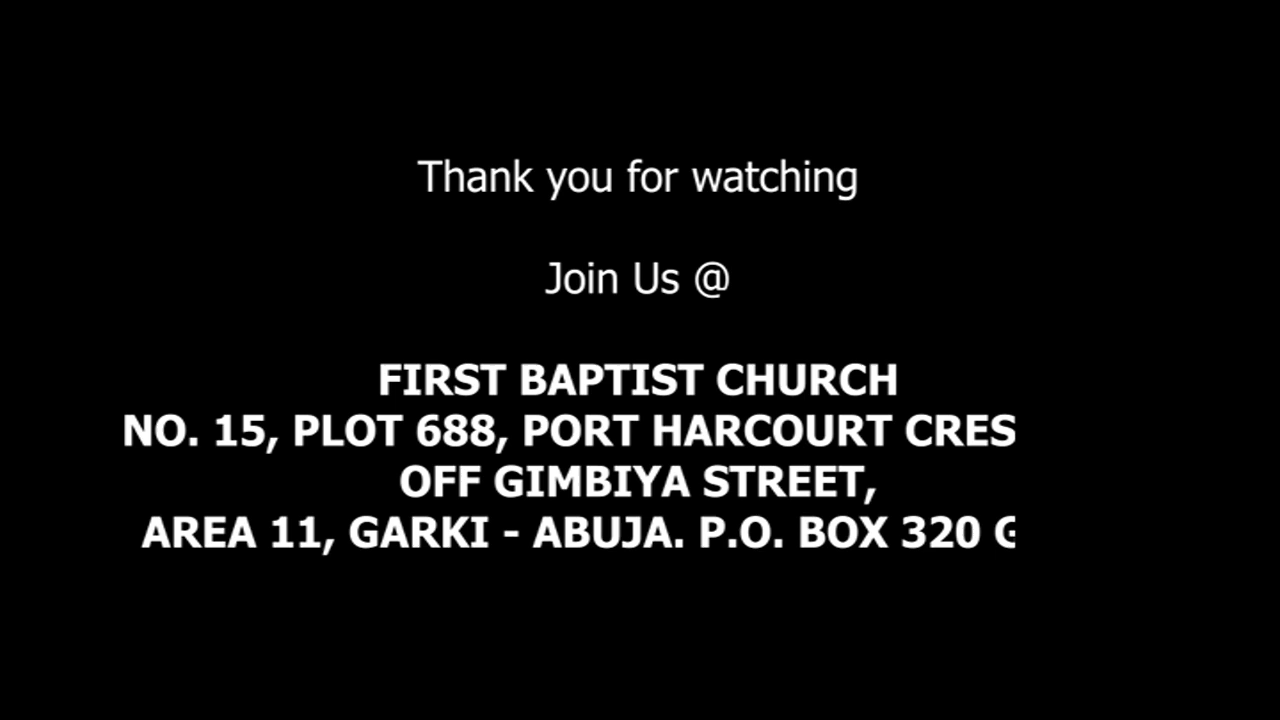 Thank you for watching
Join Us @
FIRST BAPTIST CHURCH
NO. 15, PLOT 688, PORT HARCOURT CRES
OFF GIMBIYA STREET,
AREA 11, GARKI - ABUJA. P.O. BOX 320 G